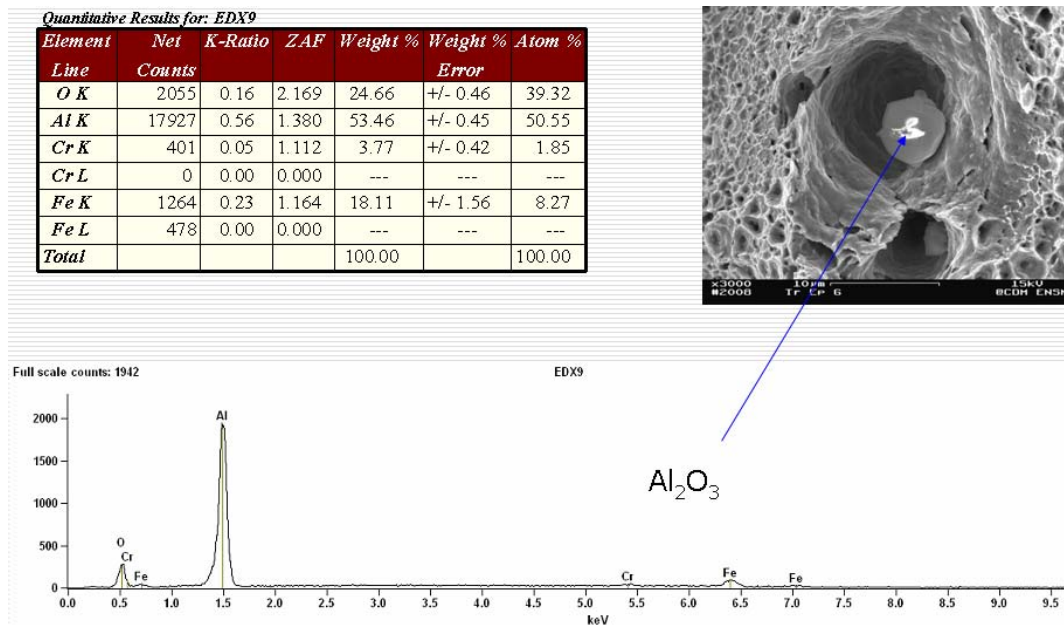 Quantitative Results for: EDX9
Element Line Net Counts K-Ratio ZAF Weight % Weight % Error Atom %
O K 2055 0.16 2.169 24.66 +/- 0.46 39.32
Al K 17927 0.56 1.380 53.46 +/- 0.45 50.55
Cr K 401 0.05 1.112 3.77 +/- 0.42 1.85
Cr L 0 0.00 0.000 --- --- ---
Fe K 1264 0.23 1.164 18.11 +/- 1.56 8.27
Fe L 478 0.00 0.000 --- --- ---
Total 100.00 100.00
x3000 10µm 15kV
#2008 Tr Ep 6 @CDM ENSM
Full scale counts: 1942 EDX9
Al₂O₃
2000
1500
1000
500
0
Al
O
Cr
Fe
Cr
Fe
Fe
0.0 0.5 1.0 1.5 2.0 2.5 3.0 3.5 4.0 4.5 5.0 5.5 6.0 6.5 7.0 7.5 8.0 8.5 9.0 9.5
keV